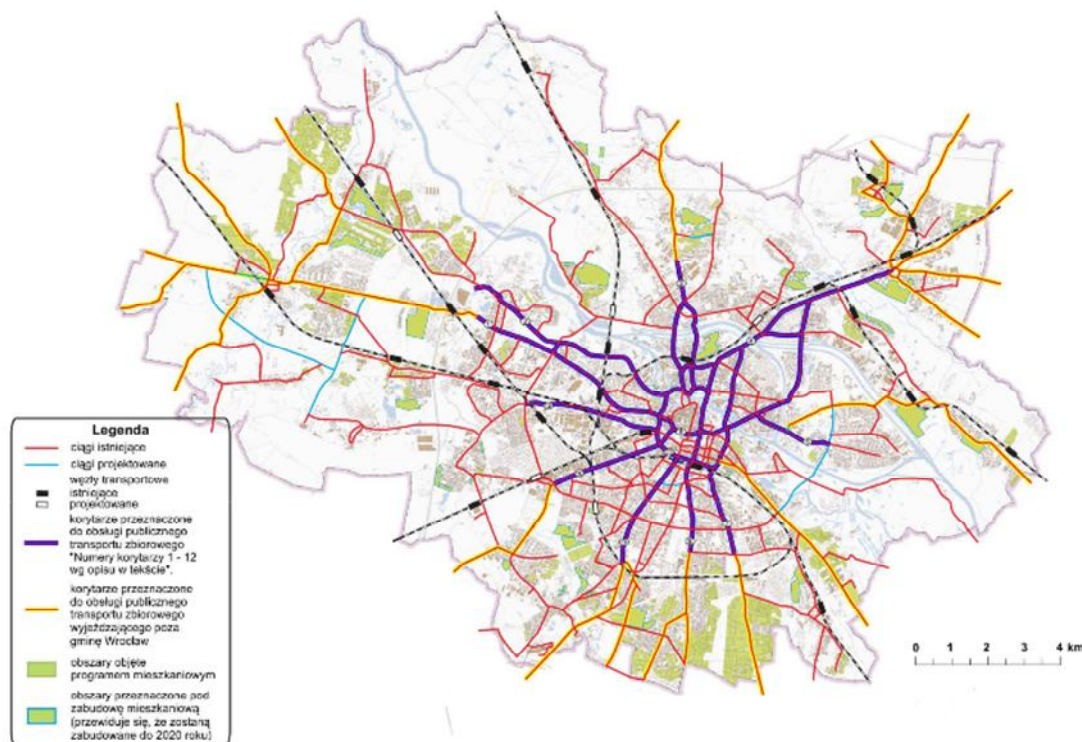 Legenda
ciągi istniejące
ciągi projektowane
węzły transportowe
istniejące
projektowane
korytarze przeznaczone
do obsługi publicznego
transportu zbiorowego
"Numery korytarzy 1 - 12
wg opisu w tekście".
korytarze przeznaczone
do obsługi publicznego
transportu zbiorowego
wyjeżdzającego poza
gminę Wrocław
obszary objęte
programem mieszkaniowym
obszary przeznaczone pod
zabudowę mieszkaniową
(przewiduje się, że zostaną
zabudowane do 2020 roku)
0 1 2 3 4 km